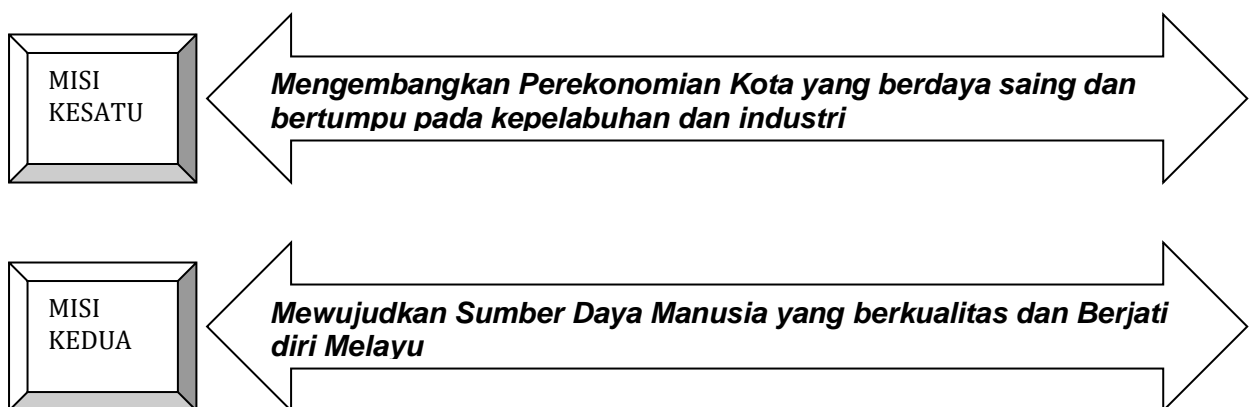 MISI
KESATU
Mengembangkan Perekonomian Kota yang berdaya saing dan
bertumpu pada kepelabuhan dan industri
MISI
KEDUA
Mewujudkan Sumber Daya Manusia yang berkualitas dan Berjati
diri Melayu